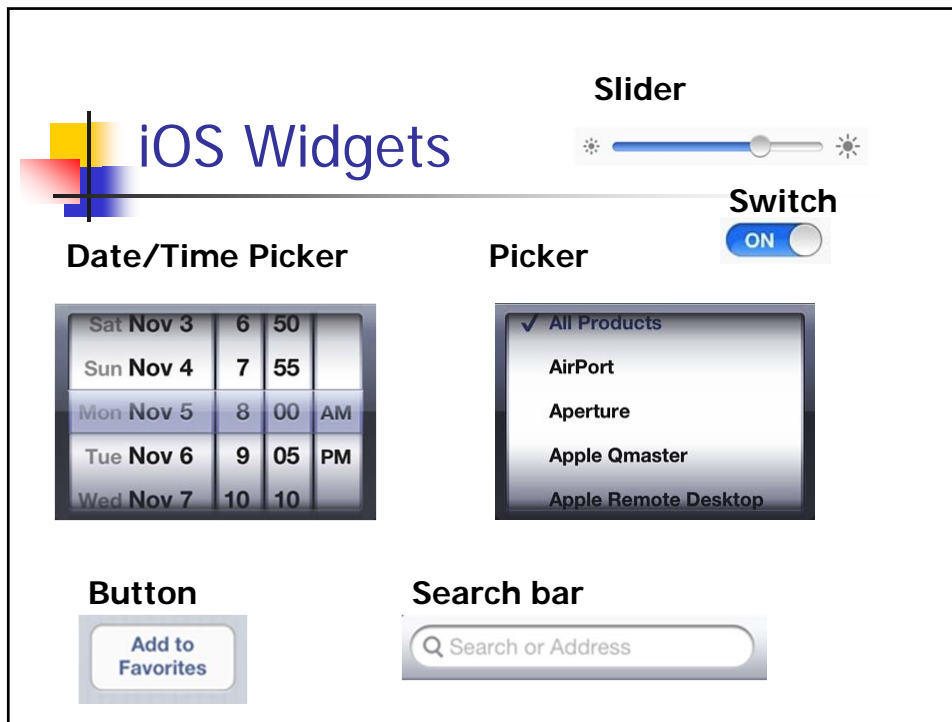 Slider
iOS Widgets
Switch
ON
Date/Time Picker
Picker
Sat Nov 3 6 50
Sun Nov 4 7 55
Mon Nov 5 8 00 AM
Tue Nov 6 9 05 PM
Wed Nov 7 10 10
✓ All Products
AirPort
Aperture
Apple Qmaster
Apple Remote Desktop
Button
Search bar
Add to
Favorites
Search or Address